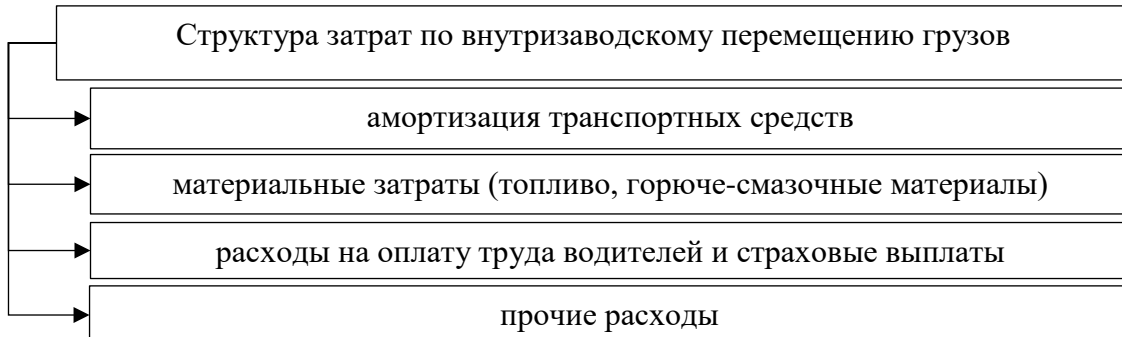 Структура затрат по внутризаводскому перемещению грузов
амортизация транспортных средств
материальные затраты (топливо, горюче-смазочные материалы)
расходы на оплату труда водителей и страховые выплаты
прочие расходы